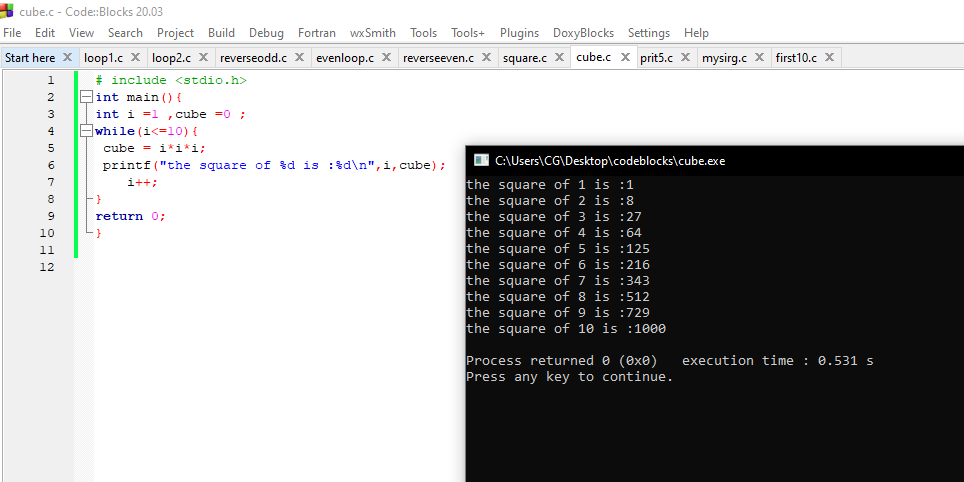 cube.c - Code::Blocks 20.03
File Edit View Search Project Build Debug Fortran wxSmith Tools Tools+ Plugins DoxyBlocks Settings Help
Start here X loop1.c X loop2.c X reverseodd.c X evenloop.c X reverseeven.c X square.c X cube.c X prit5.c X mysirg.c X first10.c X
1 # include <stdio.h>
2 int main(){
3 int i =1 ,cube =0 ;
4 while(i<=10){
5 cube = i*i*i;
6 printf("the square of %d is :%d\n",i,cube);
7 i++;
8 }
9 return 0;
10 }
11
12
C:\Users\CG\Desktop\codeblocks\cube.exe
the square of 1 is :1
the square of 2 is :8
the square of 3 is :27
the square of 4 is :64
the square of 5 is :125
the square of 6 is :216
the square of 7 is :343
the square of 8 is :512
the square of 9 is :729
the square of 10 is :1000
Process returned 0 (0x0) execution time : 0.531 s
Press any key to continue.